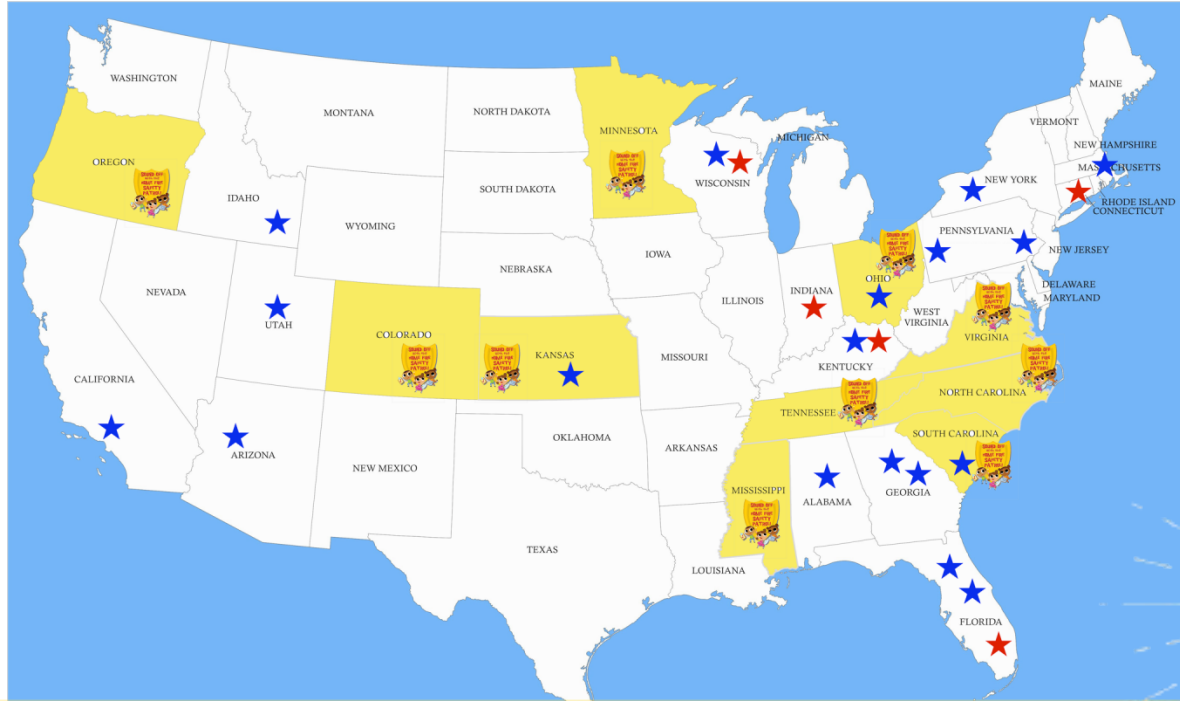 WASHINGTON
MONTANA
NORTH DAKOTA
MINNESOTA
MICHIGAN
MAINE
VERMONT
NEW HAMPSHIRE
OREGON
IDAHO
SOUTH DAKOTA
WISCONSIN
NEW YORK
MASSACHUSETTS
RHODE ISLAND
CONNECTICUT
WYOMING
IOWA
PENNSYLVANIA
NEW JERSEY
NEVADA
UTAH
NEBRASKA
ILLINOIS
INDIANA
OHIO
DELAWARE
MARYLAND
WEST
VIRGINIA
VIRGINIA
COLORADO
KANSAS
MISSOURI
KENTUCKY
CALIFORNIA
NORTH CAROLINA
TENNESSEE
ARIZONA
NEW MEXICO
OKLAHOMA
ARKANSAS
SOUTH CAROLINA
MISSISSIPPI
ALABAMA
GEORGIA
TEXAS
LOUISIANA
FLORIDA